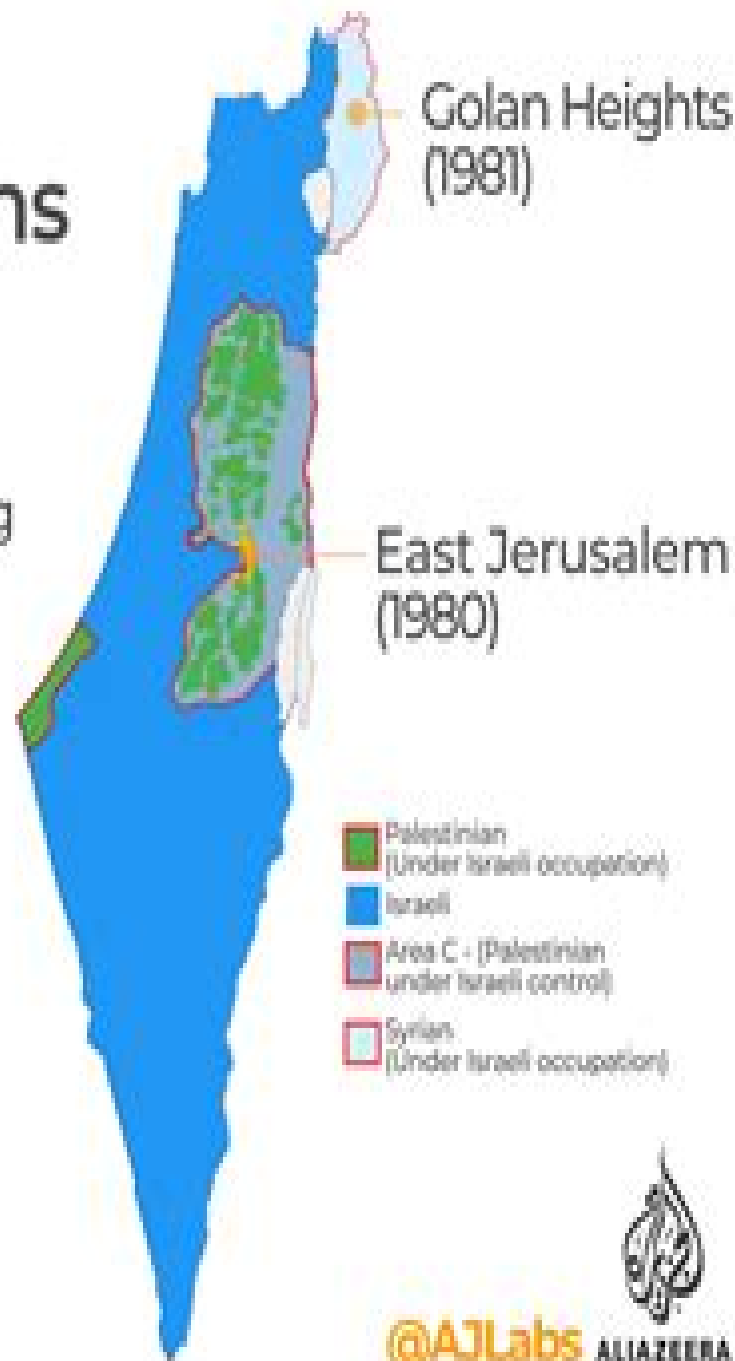 Golan Heights
(1981)
ns
g
East Jerusalem
(1980)
Palestinian
(Under Israeli occupation)
Israeli
Area C - (Palestinian
under Israeli control)
Syrian
(Under Israeli occupation)
@AJLabs ALJAZEERA